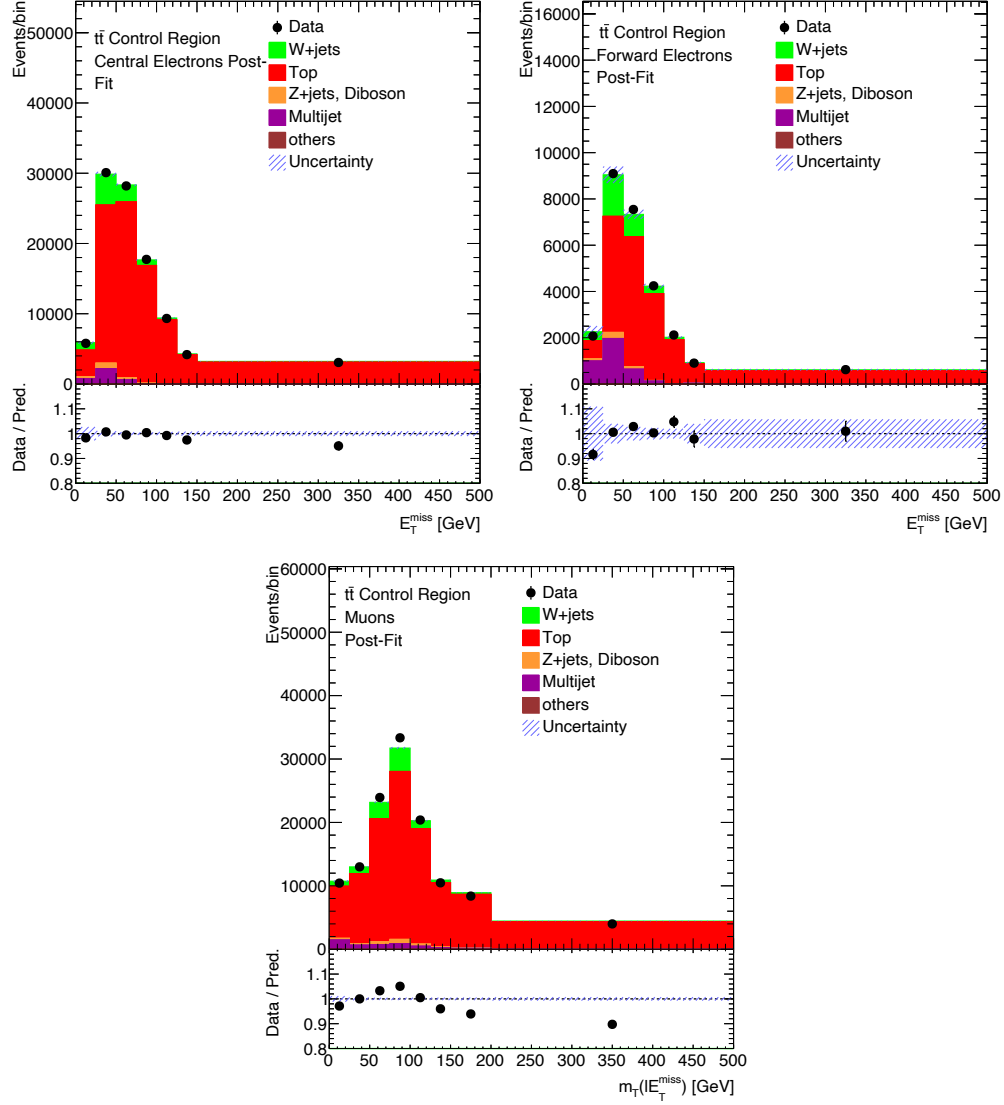 Events/bin
50000
40000
30000
20000
10000
0
tt̄ Control Region
Central Electrons Post-
Fit
Data
W+jets
Top
Z+jets, Diboson
Multijet
others
Uncertainty
Data / Pred.
1.1
1
0.9
0.8
0 50 100 150 200 250 300 350 400 450 500
E_T^miss [GeV]
Events/bin
16000
14000
12000
10000
8000
6000
4000
2000
0
tt̄ Control Region
Forward Electrons
Post-Fit
Data
W+jets
Top
Z+jets, Diboson
Multijet
others
Uncertainty
Data / Pred.
1.1
1
0.9
0.8
0 50 100 150 200 250 300 350 400 450 500
E_T^miss [GeV]
Events/bin
60000
50000
40000
30000
20000
10000
0
tt̄ Control Region
Muons
Post-Fit
Data
W+jets
Top
Z+jets, Diboson
Multijet
others
Uncertainty
Data / Pred.
1.1
1
0.9
0.8
0 50 100 150 200 250 300 350 400 450 500
m_T(lE_T^miss) [GeV]